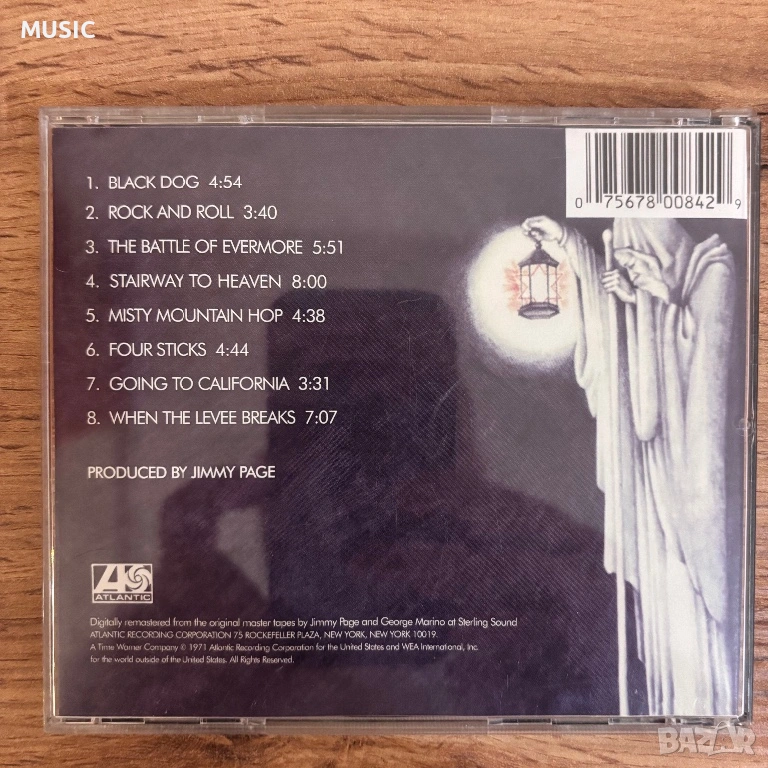 MUSIC
1. BLACK DOG 4:54
2. ROCK AND ROLL 3:40
3. THE BATTLE OF EVERMORE 5:51
4. STAIRWAY TO HEAVEN 8:00
5. MISTY MOUNTAIN HOP 4:38
6. FOUR STICKS 4:44
7. GOING TO CALIFORNIA 3:31
8. WHEN THE LEVEE BREAKS 7:07
PRODUCED BY JIMMY PAGE
0 75678 00842 9
ATLANTIC
Digitally remastered from the original master tapes by Jimmy Page and George Marino at Sterling Sound
ATLANTIC RECORDING CORPORATION 75 ROCKEFELLER PLAZA, NEW YORK, NEW YORK 10019.
A Time Warner Company © 1971 Atlantic Recording Corporation for the United States and WEA International, Inc.
for the world outside of the United States. All Rights Reserved.
BAZAR